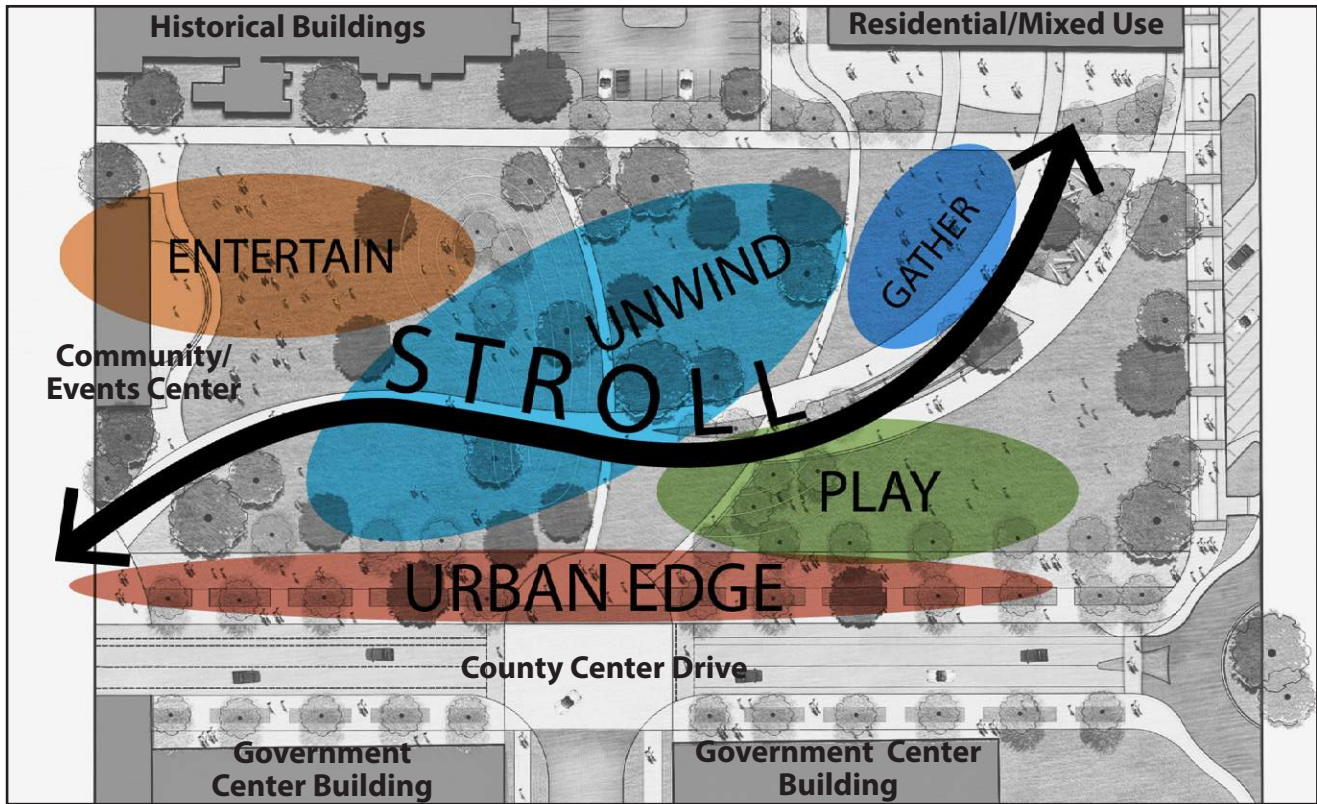 Historical Buildings
Residential/Mixed Use
ENTERTAIN
UNWIND
GATHER
STROLL
Community/
Events Center
PLAY
URBAN EDGE
County Center Drive
Government
Center Building
Government Center
Building